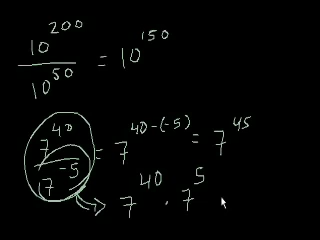 10^200 / 10^50 = 10^150
7^40 / 7^-5 = 7^40-(-5) = 7^45
7^40 · 7^5